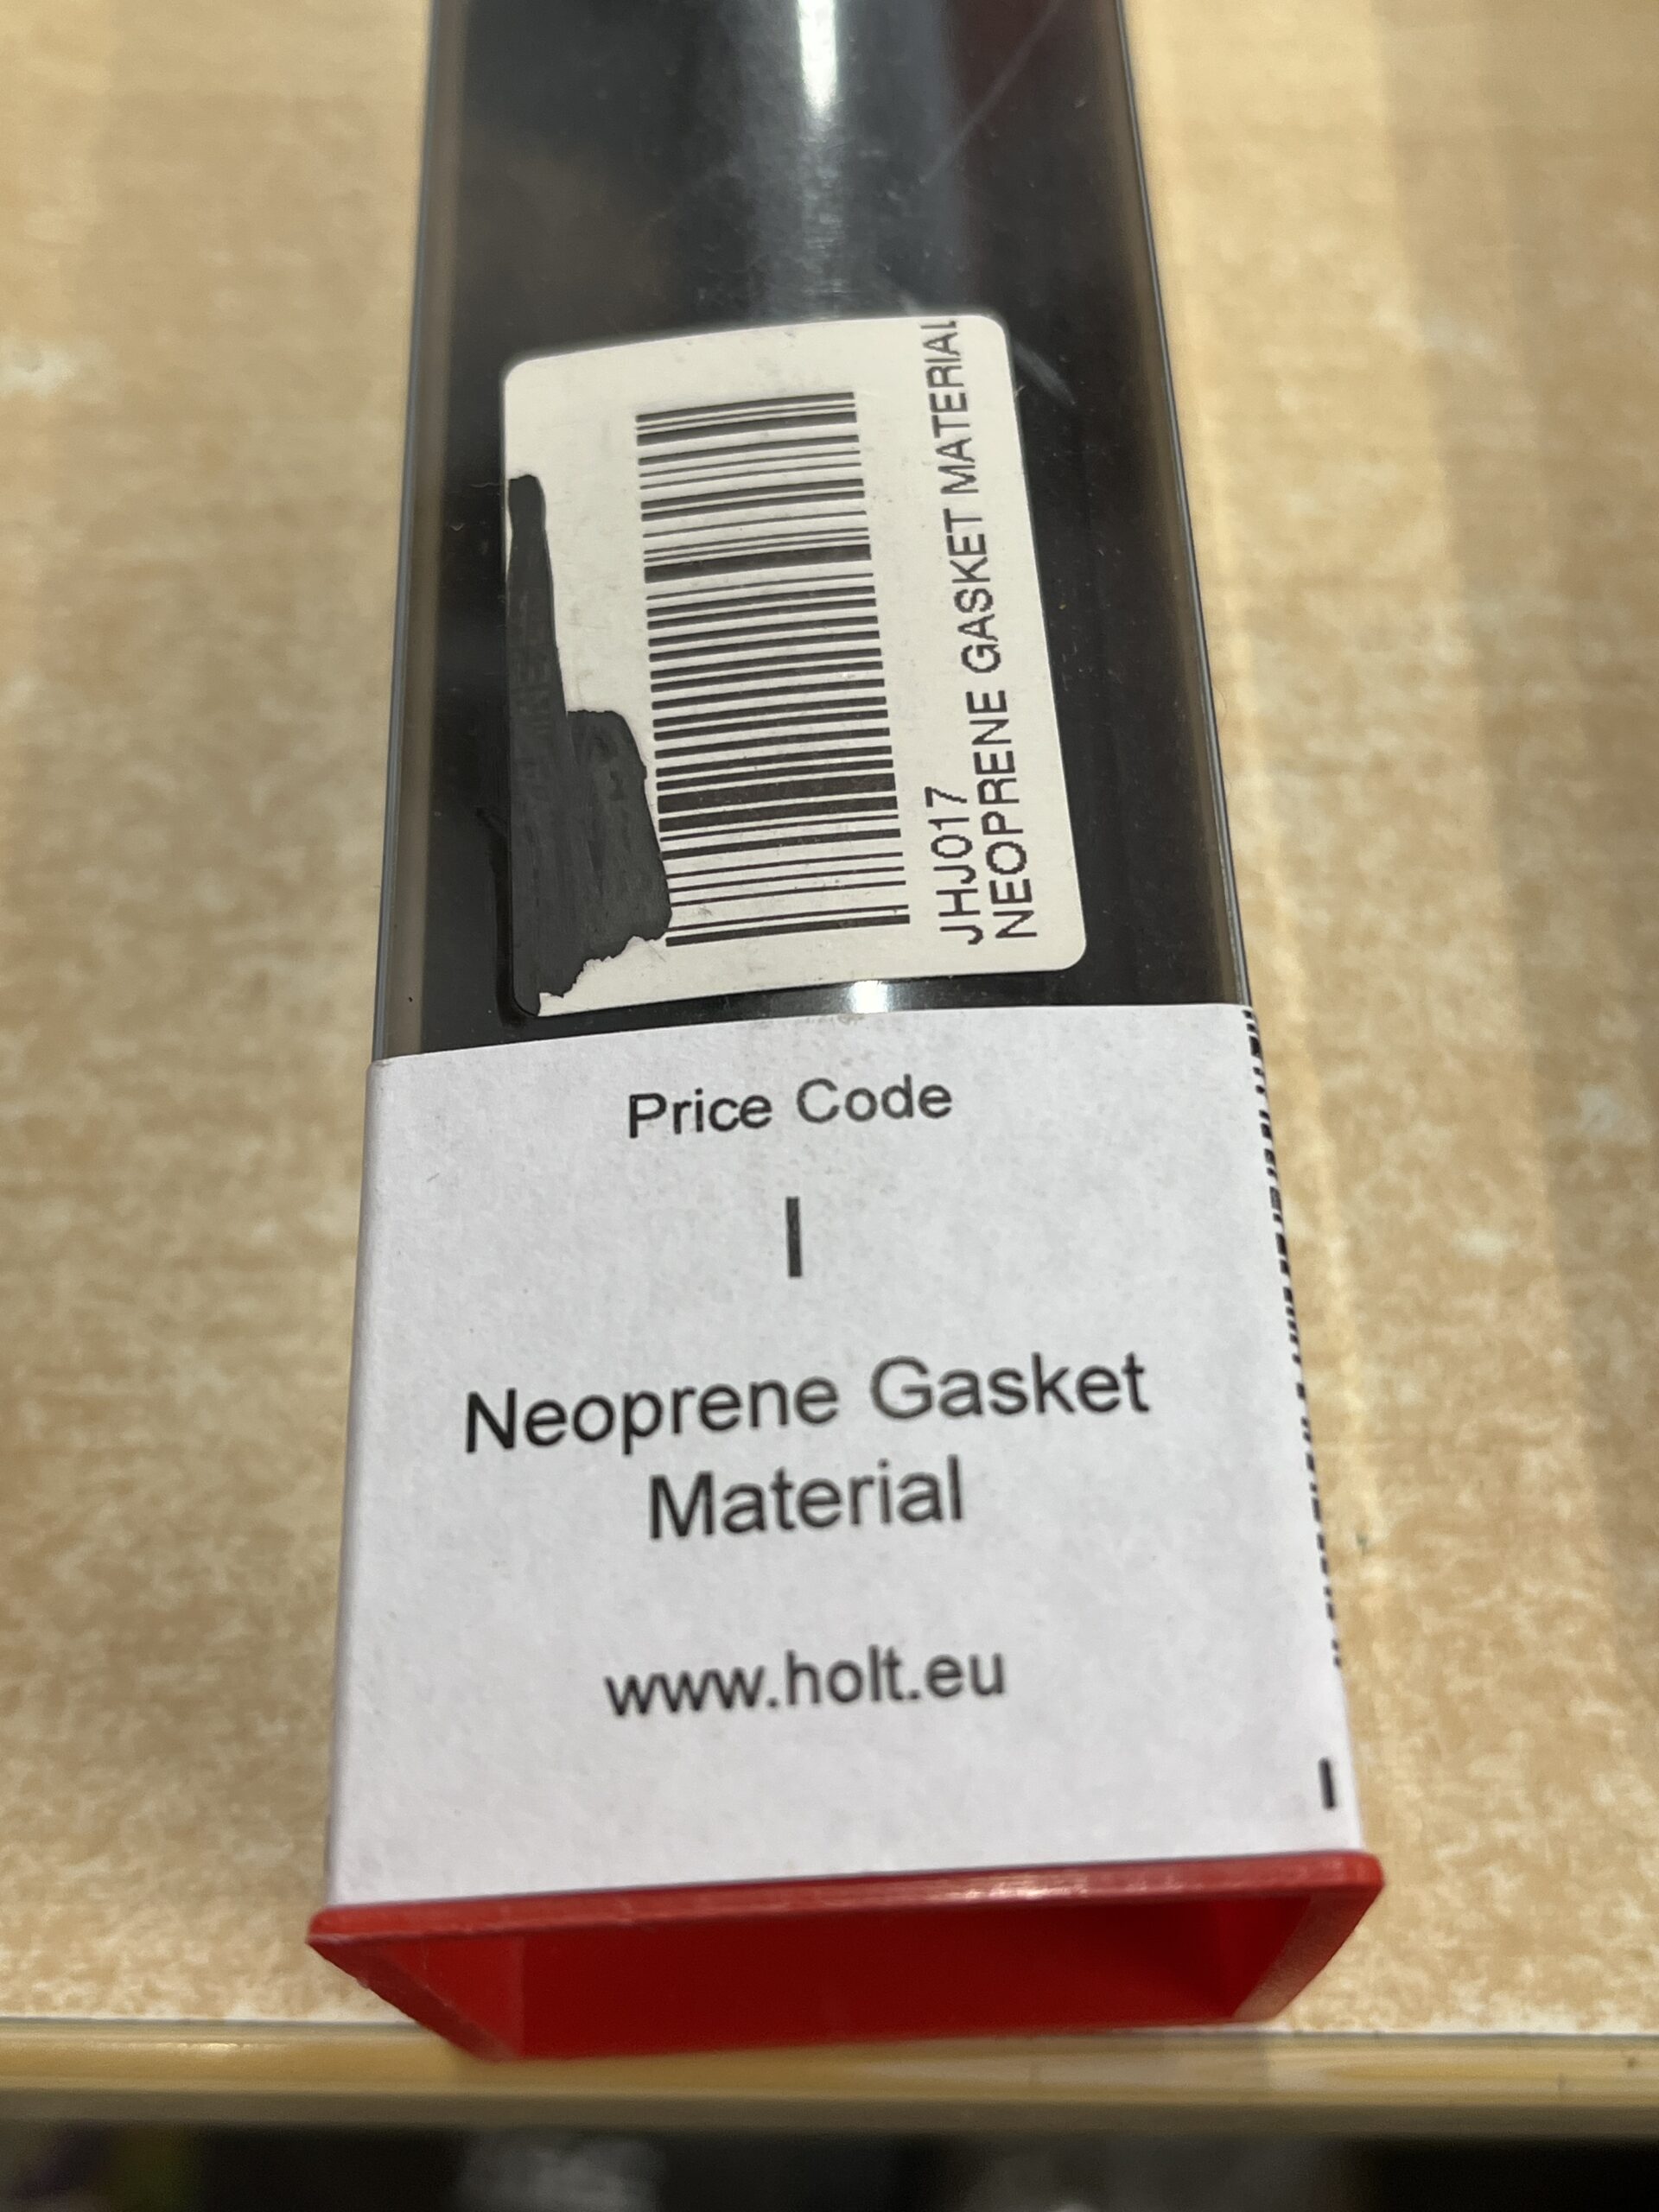 JHJ017
NEOPRENE GASKET MATERIAL
Price Code
I
Neoprene Gasket
Material
www.holt.eu
I